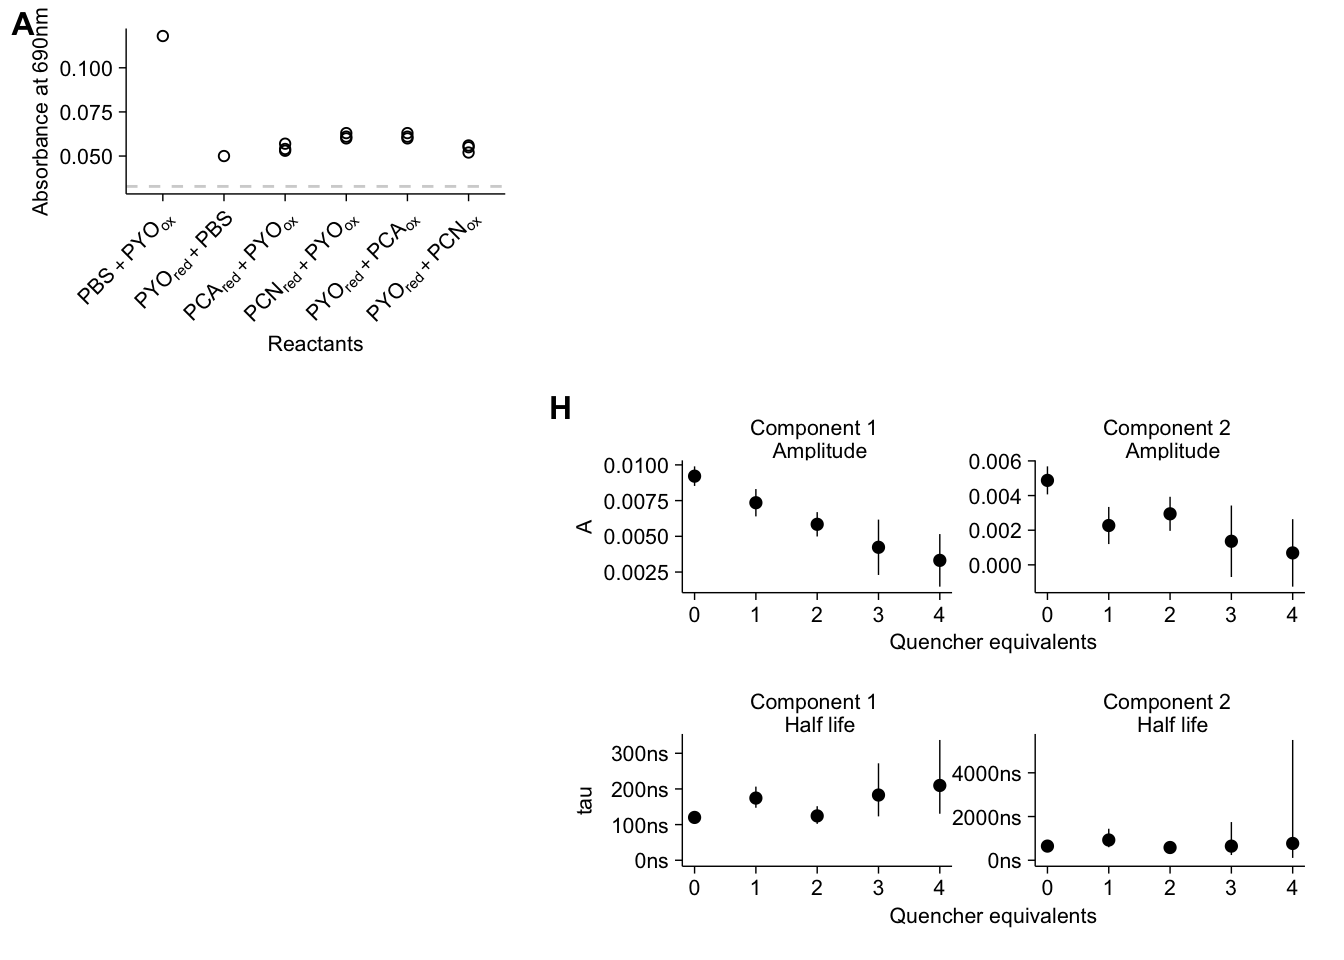 A
Absorbance at 690nm
0.100
0.075
0.050
PBS + PYOox
PYOred + PBS
PCAred + PYOox
PCNred + PYOox
PYOred + PCAox
PYOred + PCNox
Reactants
H
Component 1
Amplitude
Component 2
Amplitude
A
0.0100
0.0075
0.0050
0.0025
0.006
0.004
0.002
0.000
0 1 2 3 4
0 1 2 3 4
Quencher equivalents
Component 1
Half life
Component 2
Half life
tau
300ns
200ns
100ns
0ns
4000ns
2000ns
0ns
0 1 2 3 4
0 1 2 3 4
Quencher equivalents